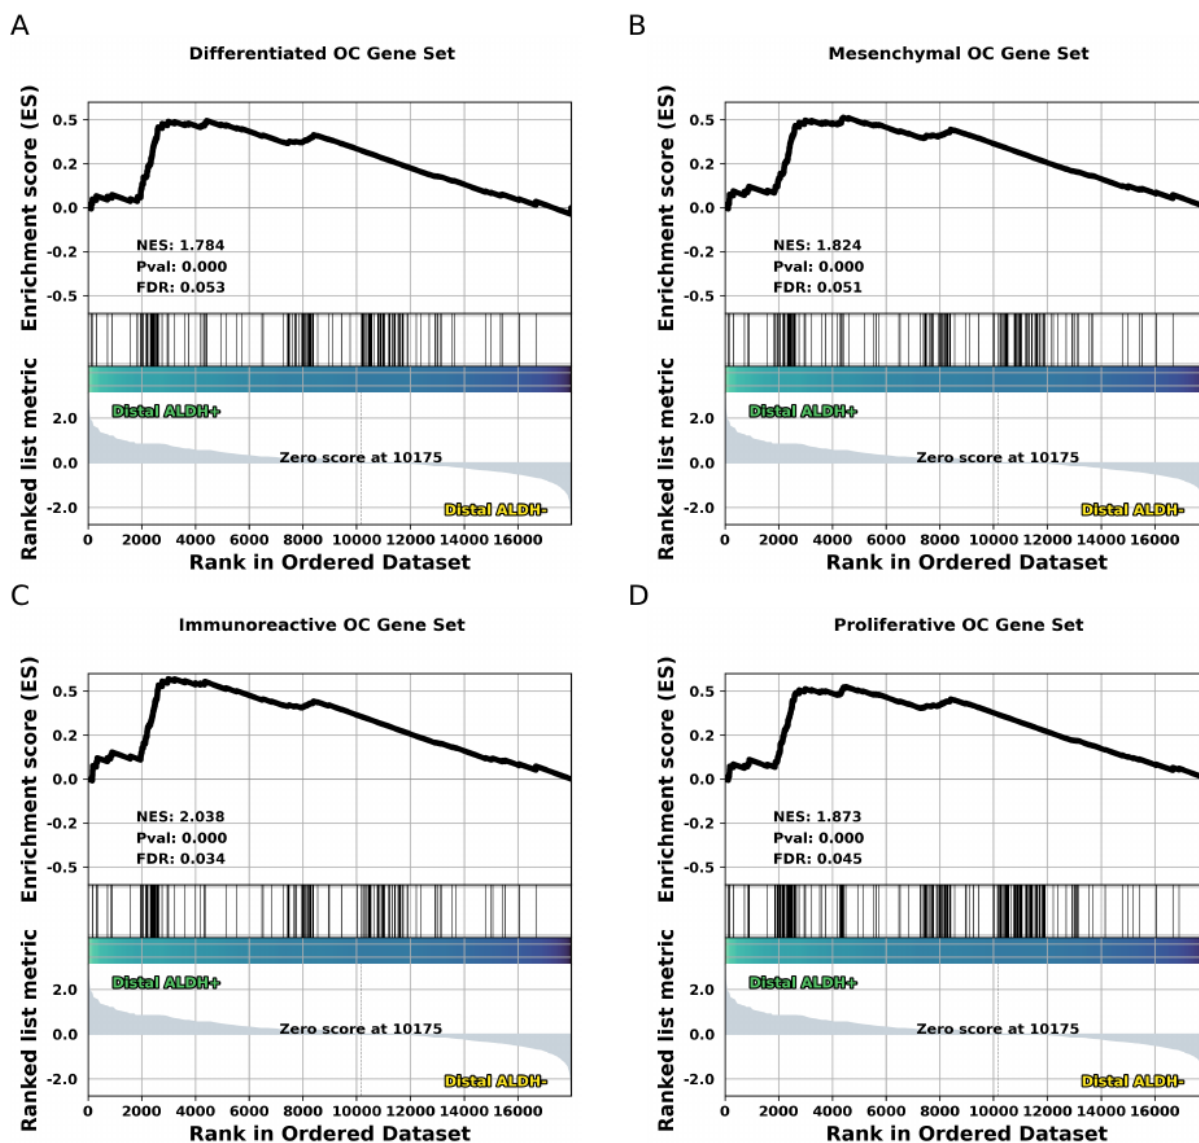 A
Differentiated OC Gene Set
Enrichment score (ES)
0.5
0.2
0.0
-0.2
-0.5
NES: 1.784
Pval: 0.000
FDR: 0.053
Ranked list metric
Distal ALDH+
2.0
0.0
-2.0
Zero score at 10175
Distal ALDH-
0 2000 4000 6000 8000 10000 12000 14000 16000
Rank in Ordered Dataset
B
Mesenchymal OC Gene Set
Enrichment score (ES)
0.5
0.2
0.0
-0.2
-0.5
NES: 1.824
Pval: 0.000
FDR: 0.051
Ranked list metric
Distal ALDH+
2.0
0.0
-2.0
Zero score at 10175
Distal ALDH-
0 2000 4000 6000 8000 10000 12000 14000 16000
Rank in Ordered Dataset
C
Immunoreactive OC Gene Set
Enrichment score (ES)
0.5
0.2
0.0
-0.2
-0.5
NES: 2.038
Pval: 0.000
FDR: 0.034
Ranked list metric
Distal ALDH+
2.0
0.0
-2.0
Zero score at 10175
Distal ALDH-
0 2000 4000 6000 8000 10000 12000 14000 16000
Rank in Ordered Dataset
D
Proliferative OC Gene Set
Enrichment score (ES)
0.5
0.2
0.0
-0.2
-0.5
NES: 1.873
Pval: 0.000
FDR: 0.045
Ranked list metric
Distal ALDH+
2.0
0.0
-2.0
Zero score at 10175
Distal ALDH-
0 2000 4000 6000 8000 10000 12000 14000 16000
Rank in Ordered Dataset